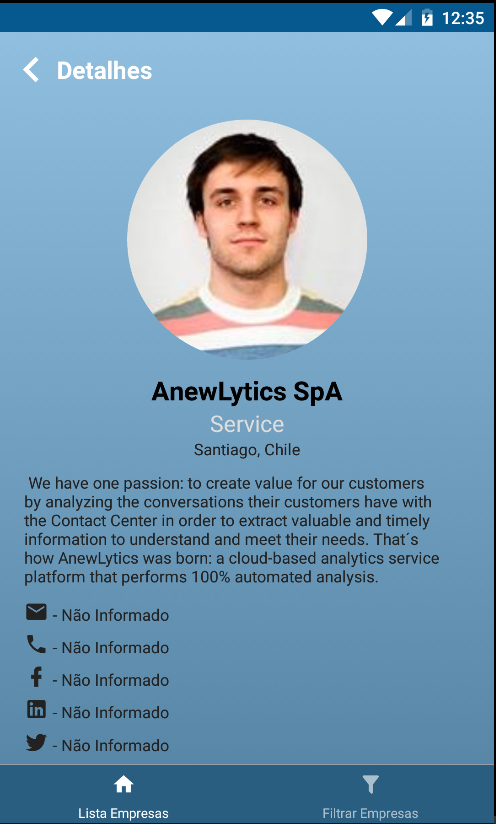 12:35
Detalhes
AnewLytics SpA
Service
Santiago, Chile
We have one passion: to create value for our customers
by analyzing the conversations their customers have with
the Contact Center in order to extract valuable and timely
information to understand and meet their needs. That´s
how AnewLytics was born: a cloud-based analytics service
platform that performs 100% automated analysis.
- Não Informado
- Não Informado
- Não Informado
- Não Informado
- Não Informado
Lista Empresas
Filtrar Empresas